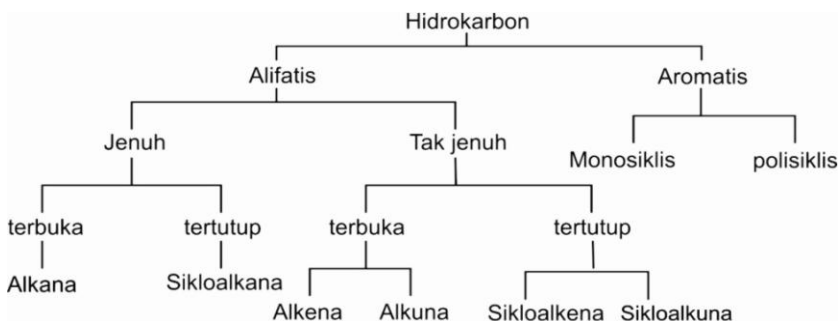 Hidrokarbon
Alifatis
Aromatis
Jenuh
Tak jenuh
Monosiklis
polisiklis
terbuka
tertutup
terbuka
tertutup
Alkana
Sikloalkana
Alkena
Alkuna
Sikloalkena
Sikloalkuna